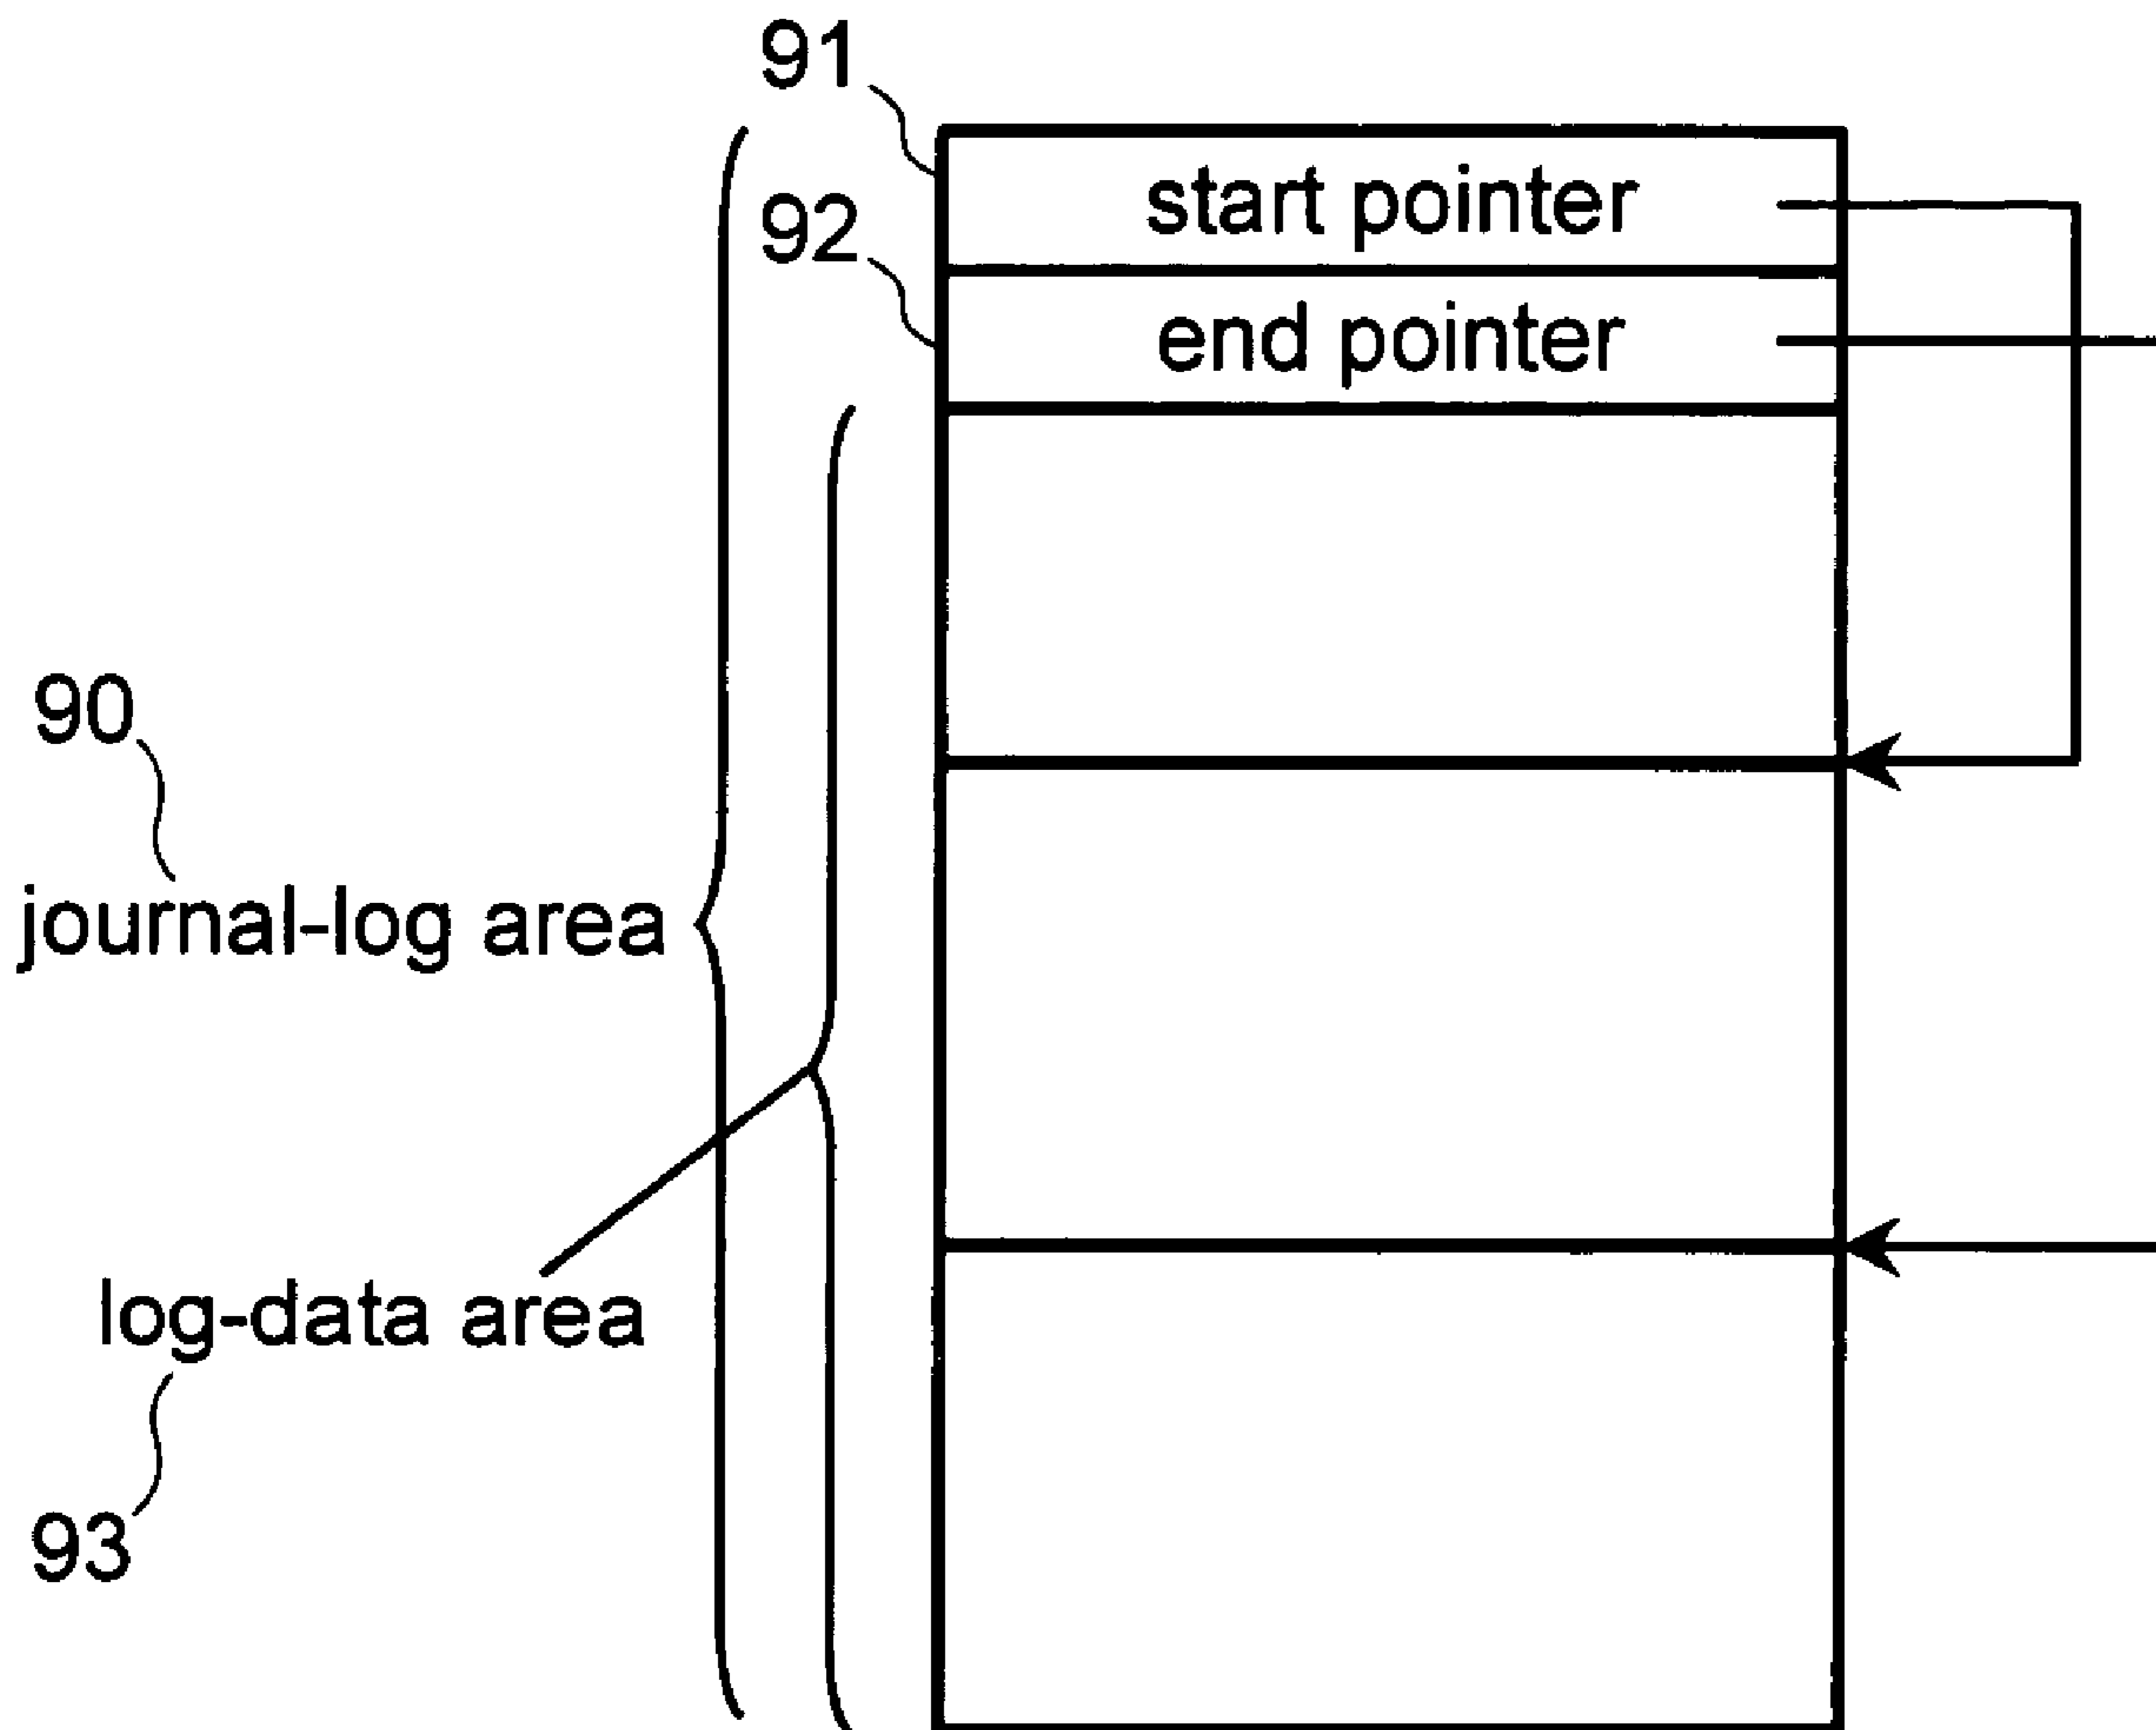 91
start pointer
92
end pointer
90
journal-log area
log-data area
93